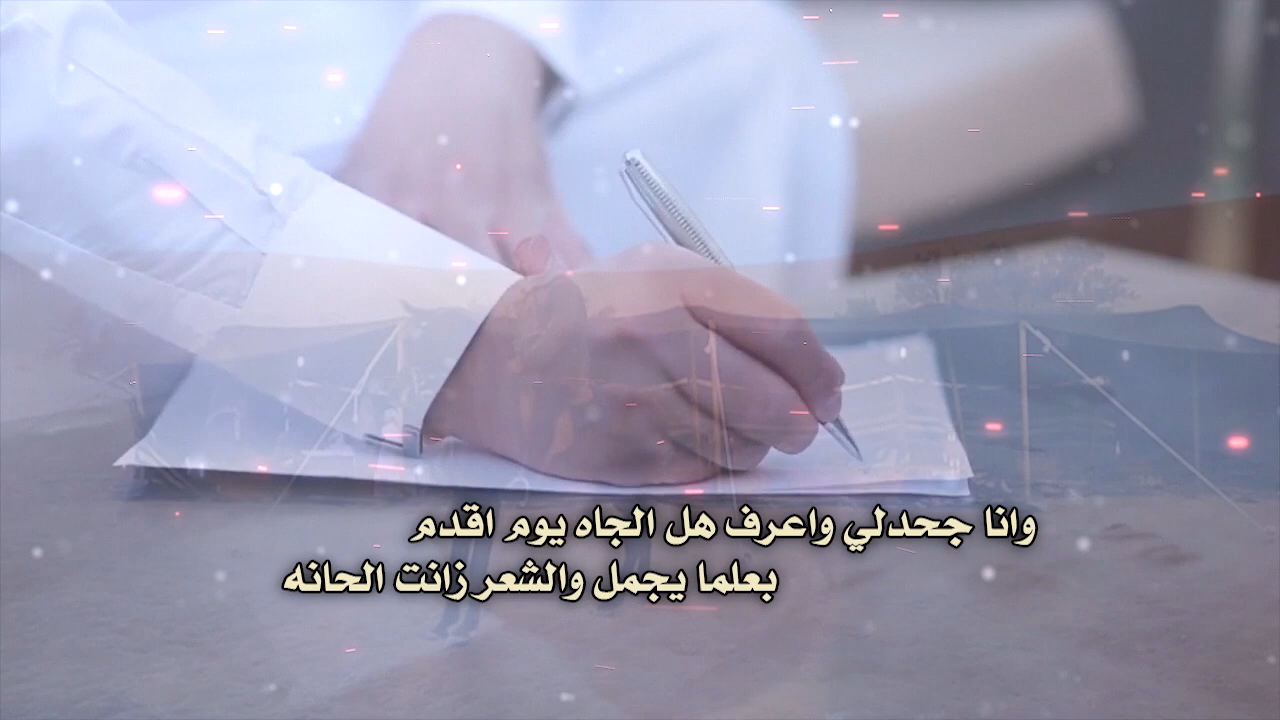 وانا جحدلي واعرف هل الجاه يوم اقدم
بعلما يجمل والشعر زانت الحانه